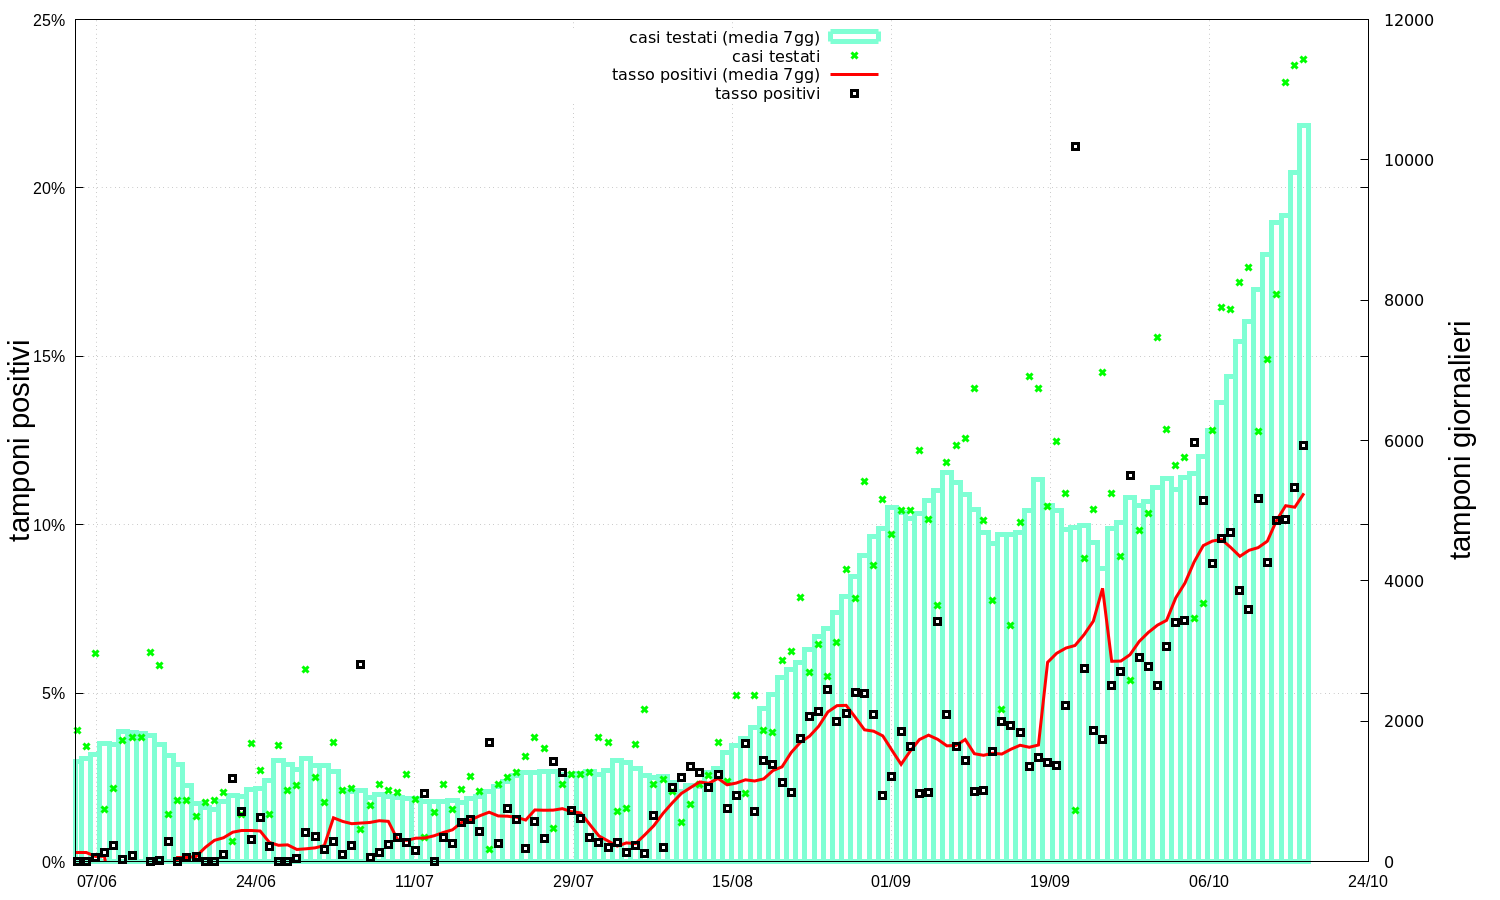 casi testati (media 7gg)
casi testati
tasso positivi (media 7gg)
tasso positivi
25%
20%
15%
10%
5%
0%
tamponi positivi
12000
10000
8000
6000
4000
2000
0
tamponi giornalieri
07/06 24/06 11/07 29/07 15/08 01/09 19/09 06/10 24/10